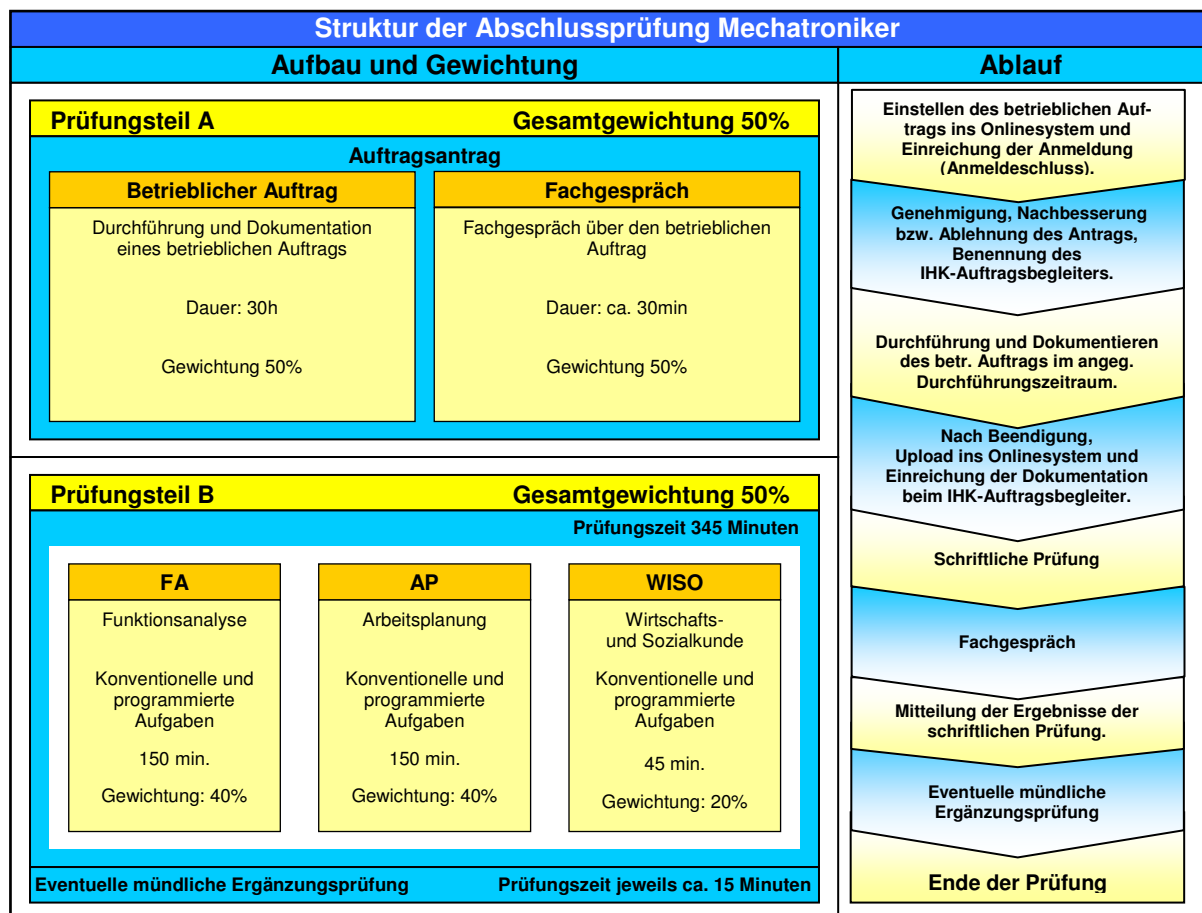 Struktur der Abschlussprüfung Mechatroniker
Aufbau und Gewichtung
Prüfungsteil A Gesamtgewichtung 50%
Auftragsantrag
Betrieblicher Auftrag
Durchführung und Dokumentation
eines betrieblichen Auftrags
Dauer: 30h
Gewichtung 50%
Fachgespräch
Fachgespräch über den betrieblichen
Auftrag
Dauer: ca. 30min
Gewichtung 50%
Prüfungsteil B Gesamtgewichtung 50%
Prüfungszeit 345 Minuten
FA
Funktionsanalyse
Konventionelle und
programmierte
Aufgaben
150 min.
Gewichtung: 40%
AP
Arbeitsplanung
Konventionelle und
programmierte
Aufgaben
150 min.
Gewichtung: 40%
WISO
Wirtschafts-
und Sozialkunde
Konventionelle und
programmierte
Aufgaben
45 min.
Gewichtung: 20%
Eventuelle mündliche Ergänzungsprüfung Prüfungszeit jeweils ca. 15 Minuten
Ablauf
Einstellen des betrieblichen Auf-
trags ins Onlinesystem und
Einreichung der Anmeldung
(Anmeldeschluss).
Genehmigung, Nachbesserung
bzw. Ablehnung des Antrags,
Benennung des
IHK-Auftragsbegleiters.
Durchführung und Dokumentieren
des betr. Auftrags im angeg.
Durchführungszeitraum.
Nach Beendigung,
Upload ins Onlinesystem und
Einreichung der Dokumentation
beim IHK-Auftragsbegleiter.
Schriftliche Prüfung
Fachgespräch
Mitteilung der Ergebnisse der
schriftlichen Prüfung.
Eventuelle mündliche
Ergänzungsprüfung
Ende der Prüfung